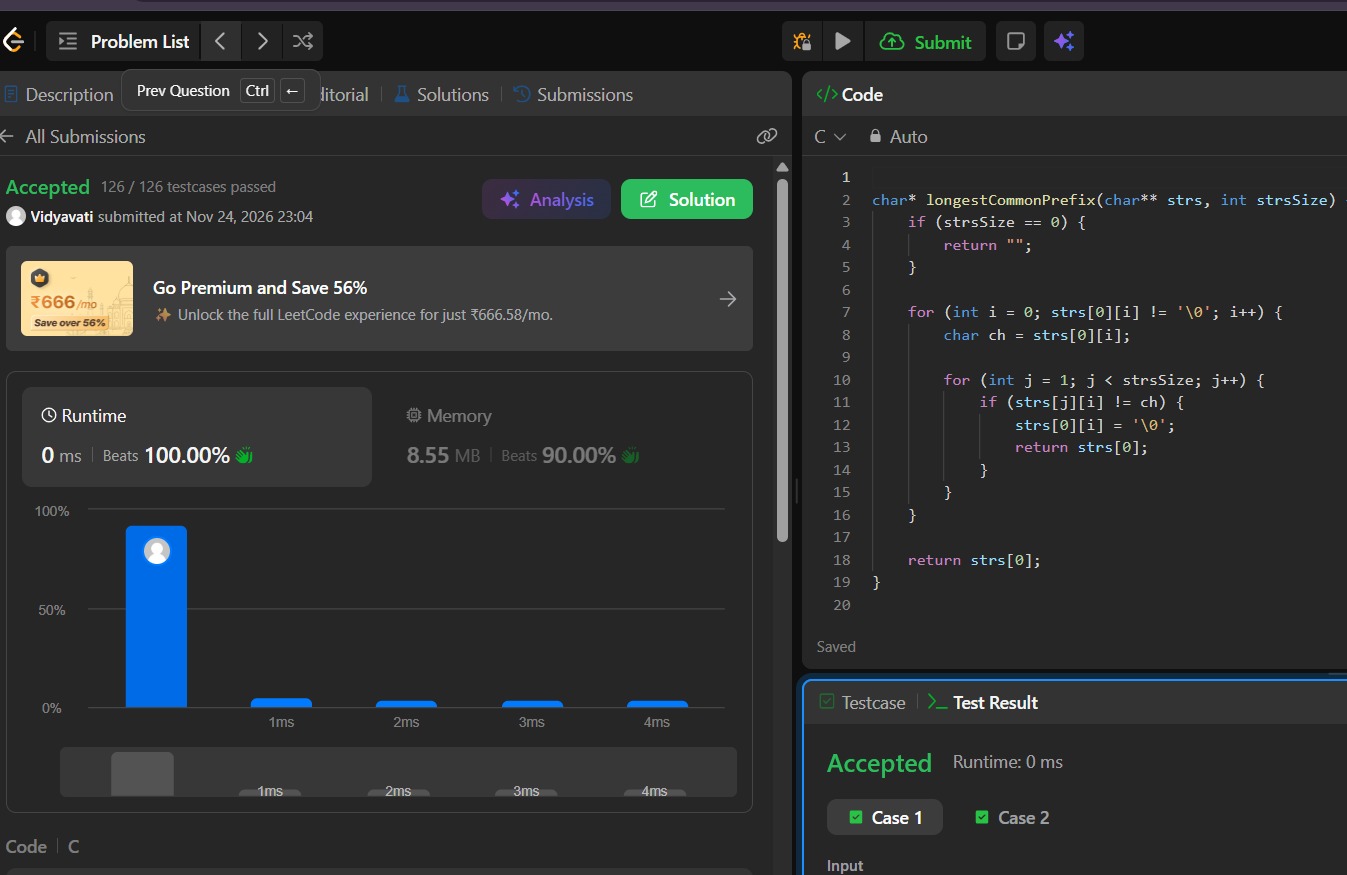 Problem List
Submit
Description
Prev Question Ctrl ←
ditorial
Solutions
Submissions
All Submissions
Accepted 126 / 126 testcases passed
Vidyavati submitted at Nov 24, 2026 23:04
Analysis
Solution
₹666/mo
Save over 56%
Go Premium and Save 56%
✨ Unlock the full LeetCode experience for just ₹666.58/mo.
Runtime
0 ms Beats 100.00%
Memory
8.55 MB Beats 90.00%
100%
50%
0%
1ms 2ms 3ms 4ms
1ms 2ms 3ms 4ms
Code C
</> Code
C Auto
1
2 char* longestCommonPrefix(char** strs, int strsSize)
3 if (strsSize == 0) {
4 return "";
5 }
6
7 for (int i = 0; strs[0][i] != '\0'; i++) {
8 char ch = strs[0][i];
9
10 for (int j = 1; j < strsSize; j++) {
11 if (strs[j][i] != ch) {
12 strs[0][i] = '\0';
13 return strs[0];
14 }
15 }
16 }
17
18 return strs[0];
19 }
20
Saved
Testcase
Test Result
Accepted Runtime: 0 ms
Case 1 Case 2
Input